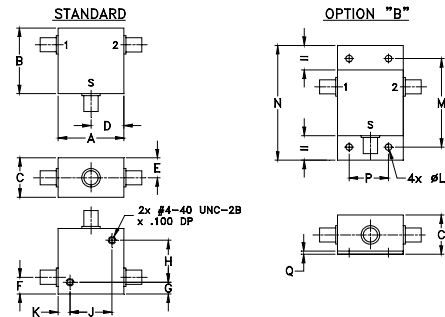 STANDARD
OPTION "B"
B
1
2
S
D
A
N
=
1
2
S
=
M
P
4x øL
C
E
2x #4-40 UNC-2B
x .100 DP
H
F
G
K
J
C
Q